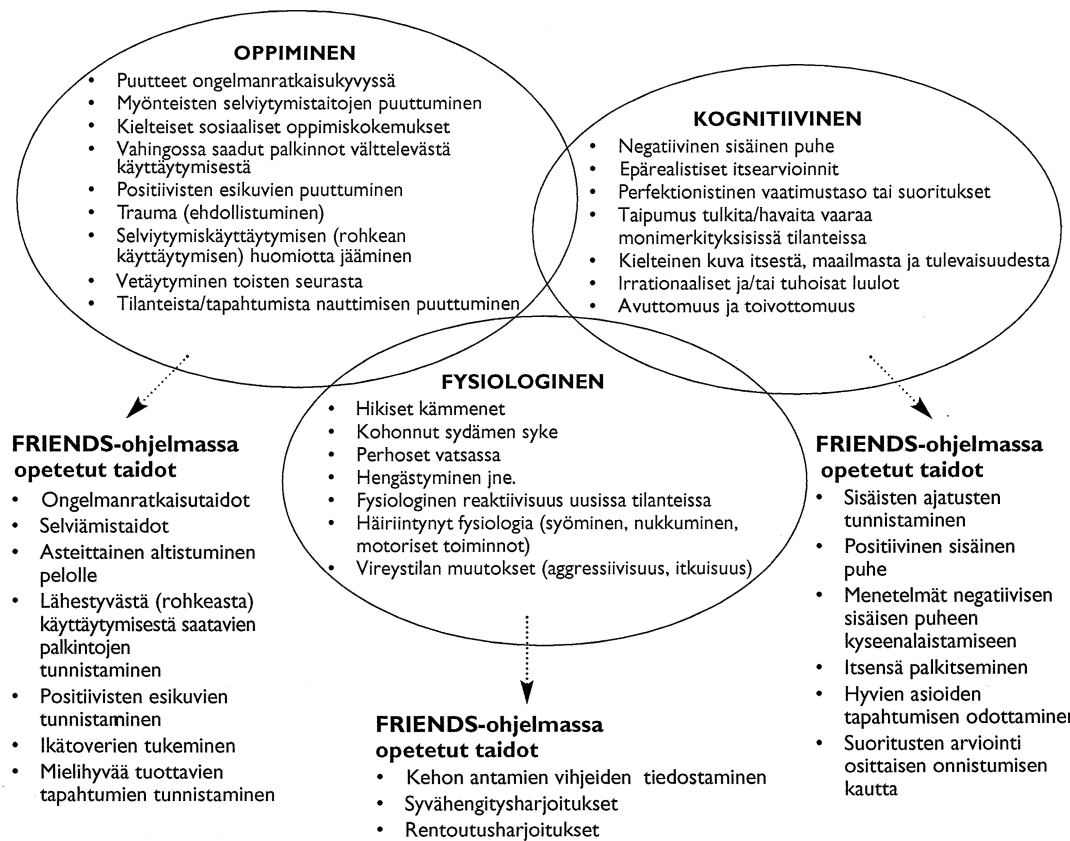 OPPIMINEN
• Puutteet ongelmanratkaisukyvyssä
• Myönteisten selviytymistaitojen puuttuminen
• Kielteiset sosiaaliset oppimiskokemukset
• Vahingossa saadut palkinnot välttelevästä
käyttäytymisestä
• Positiivisten esikuvien puuttuminen
• Trauma (ehdollistuminen)
• Selviytymiskäyttäytymisen (rohkean
käyttäytymisen) huomiotta jääminen
• Vetäytyminen toisten seurasta
• Tilanteista/tapahtumista nauttimisen puuttuminen
KOGNITIIVINEN
• Negatiivinen sisäinen puhe
• Epärealistiset itsearvioinnit
• Perfektionistinen vaatimustaso tai suoritukset
• Taipumus tulkita/havaita vaaraa
monimerkityksisissä tilanteissa
• Kielteinen kuva itsestä, maailmasta ja tulevaisuudesta
• Irrationaaliset ja/tai tuhoisat luulot
• Avuttomuus ja toivottomuus
FYSIOLOGINEN
• Hikiset kämmenet
• Kohonnut sydämen syke
• Perhoset vatsassa
• Hengästyminen jne.
• Fysiologinen reaktiivisuus uusissa tilanteissa
• Häiriintynyt fysiologia (syöminen, nukkuminen,
motoriset toiminnot)
• Vireystilan muutokset (aggressiivisuus, itkuisuus)
FRIENDS-ohjelmassa
opetetut taidot
• Ongelmanratkaisutaidot
• Selviämistaidot
• Asteittainen altistuminen
pelolle
• Lähestyvästä (rohkeasta)
käyttäytymisestä saatavien
palkintojen
tunnistaminen
• Positiivisten esikuvien
tunnistaminen
• Ikätoverien tukeminen
• Mielihyvää tuottavien
tapahtumien tunnistaminen
FRIENDS-ohjelmassa
opetetut taidot
• Kehon antamien vihjeiden tiedostaminen
• Syvähengitysharjoitukset
• Rentoutusharjoitukset
FRIENDS-ohjelmassa
opetetut taidot
• Sisäisten ajatusten
tunnistaminen
• Positiivinen sisäinen
puhe
• Menetelmät negatiivisen
sisäisen puheen
kyseenalaistamiseen
• Itsensä palkitseminen
• Hyvien asioiden
tapahtumisen odottaminen
• Suoritusten arviointi
osittaisen onnistumisen
kautta